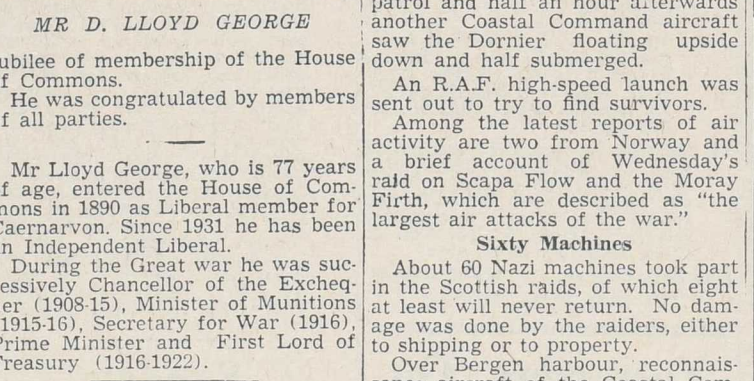 MR D. LLOYD GEORGE
ubilee of membership of the House
f Commons.
He was congratulated by members
f all parties.
Mr Lloyd George, who is 77 years
f age, entered the House of Com-
mons in 1890 as Liberal member for
Caernarvon. Since 1931 he has been
n Independent Liberal.
During the Great war he was suc-
essively Chancellor of the Excheq-
er (1908-15), Minister of Munitions
1915-16), Secretary for War (1916),
Prime Minister and First Lord of
Treasury (1916-1922).
patrol and half an hour afterwards
another Coastal Command aircraft
saw the Dornier floating upside
down and half submerged.
An R.A.F. high-speed launch was
sent out to try to find survivors.
Among the latest reports of air
activity are two from Norway and
a brief account of Wednesday's
raid on Scapa Flow and the Moray
Firth, which are described as "the
largest air attacks of the war."
Sixty Machines
About 60 Nazi machines took part
in the Scottish raids, of which eight
at least will never return. No dam-
age was done by the raiders, either
to shipping or to property.
Over Bergen harbour, reconnais-
aircraft of the Coastal Com-